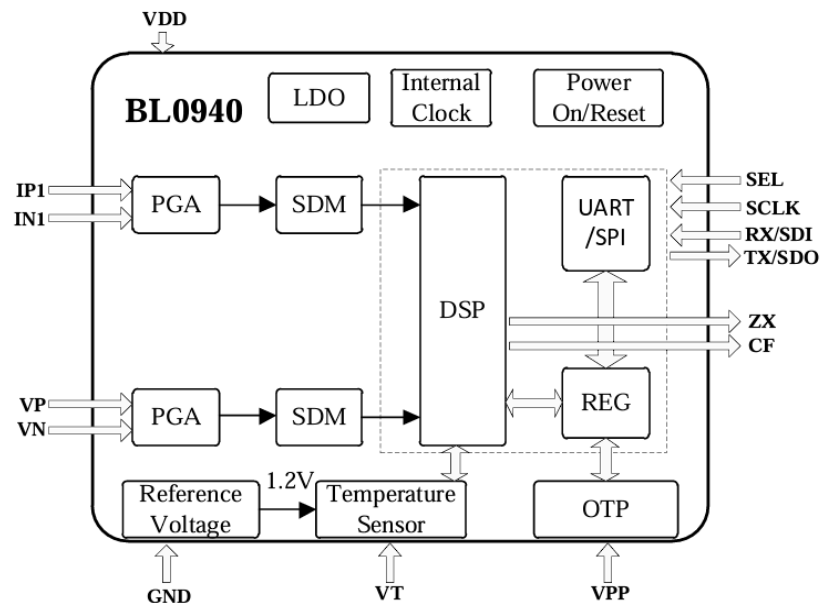 VDD
BL0940
LDO
Internal
Clock
Power
On/Reset
IP1
IN1
PGA
SDM
DSP
UART
/SPI
SEL
SCLK
RX/SDI
TX/SDO
ZX
CF
VP
VN
PGA
SDM
REG
1.2V
Reference
Voltage
Temperature
Sensor
OTP
GND
VT
VPP